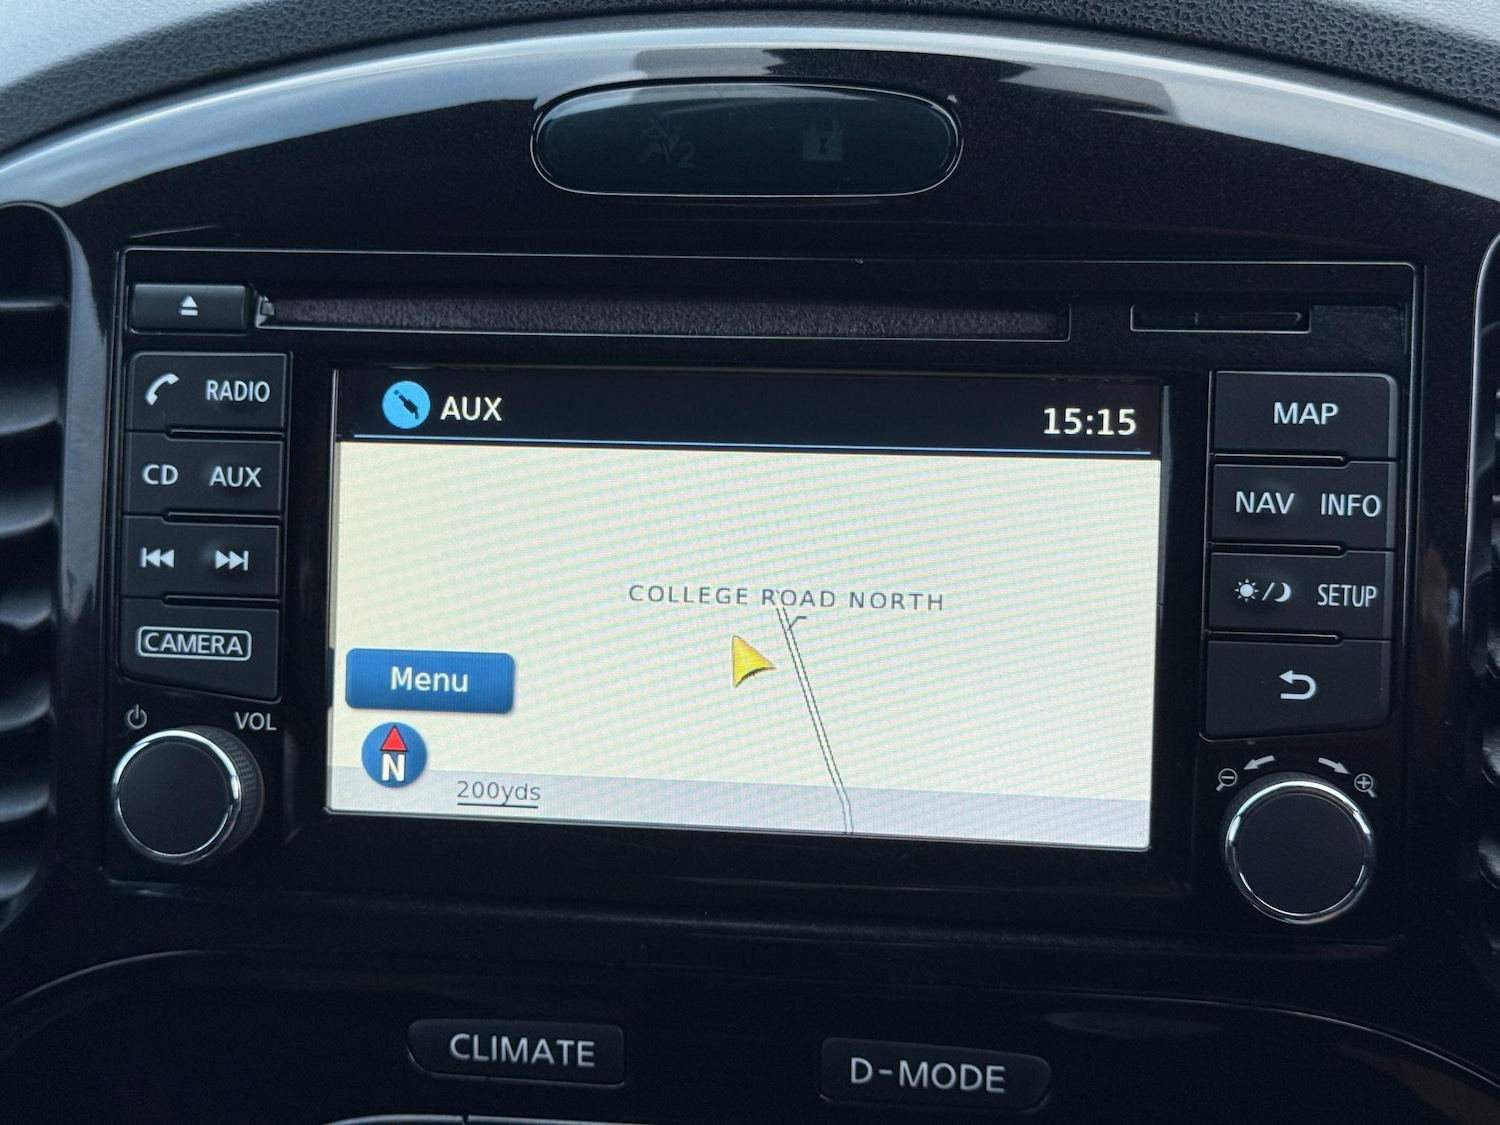 2
RADIO
CD AUX
CAMERA
VOL
AUX
15:15
COLLEGE ROAD NORTH
Menu
N
200yds
MAP
NAV INFO
SETUP
CLIMATE
D-MODE